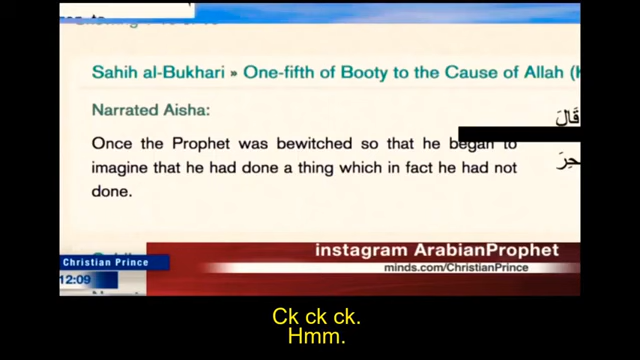 Sahih al-Bukhari » One-fifth of Booty to the Cause of Allah
Narrated Aisha:
قَالَ
Once the Prophet was bewitched so that he began to
imagine that he had done a thing which in fact he had not
done.
instagram ArabianProphet
minds.com/ChristianPrince
Christian Prince
12:09
Ck ck ck.
Hmm.